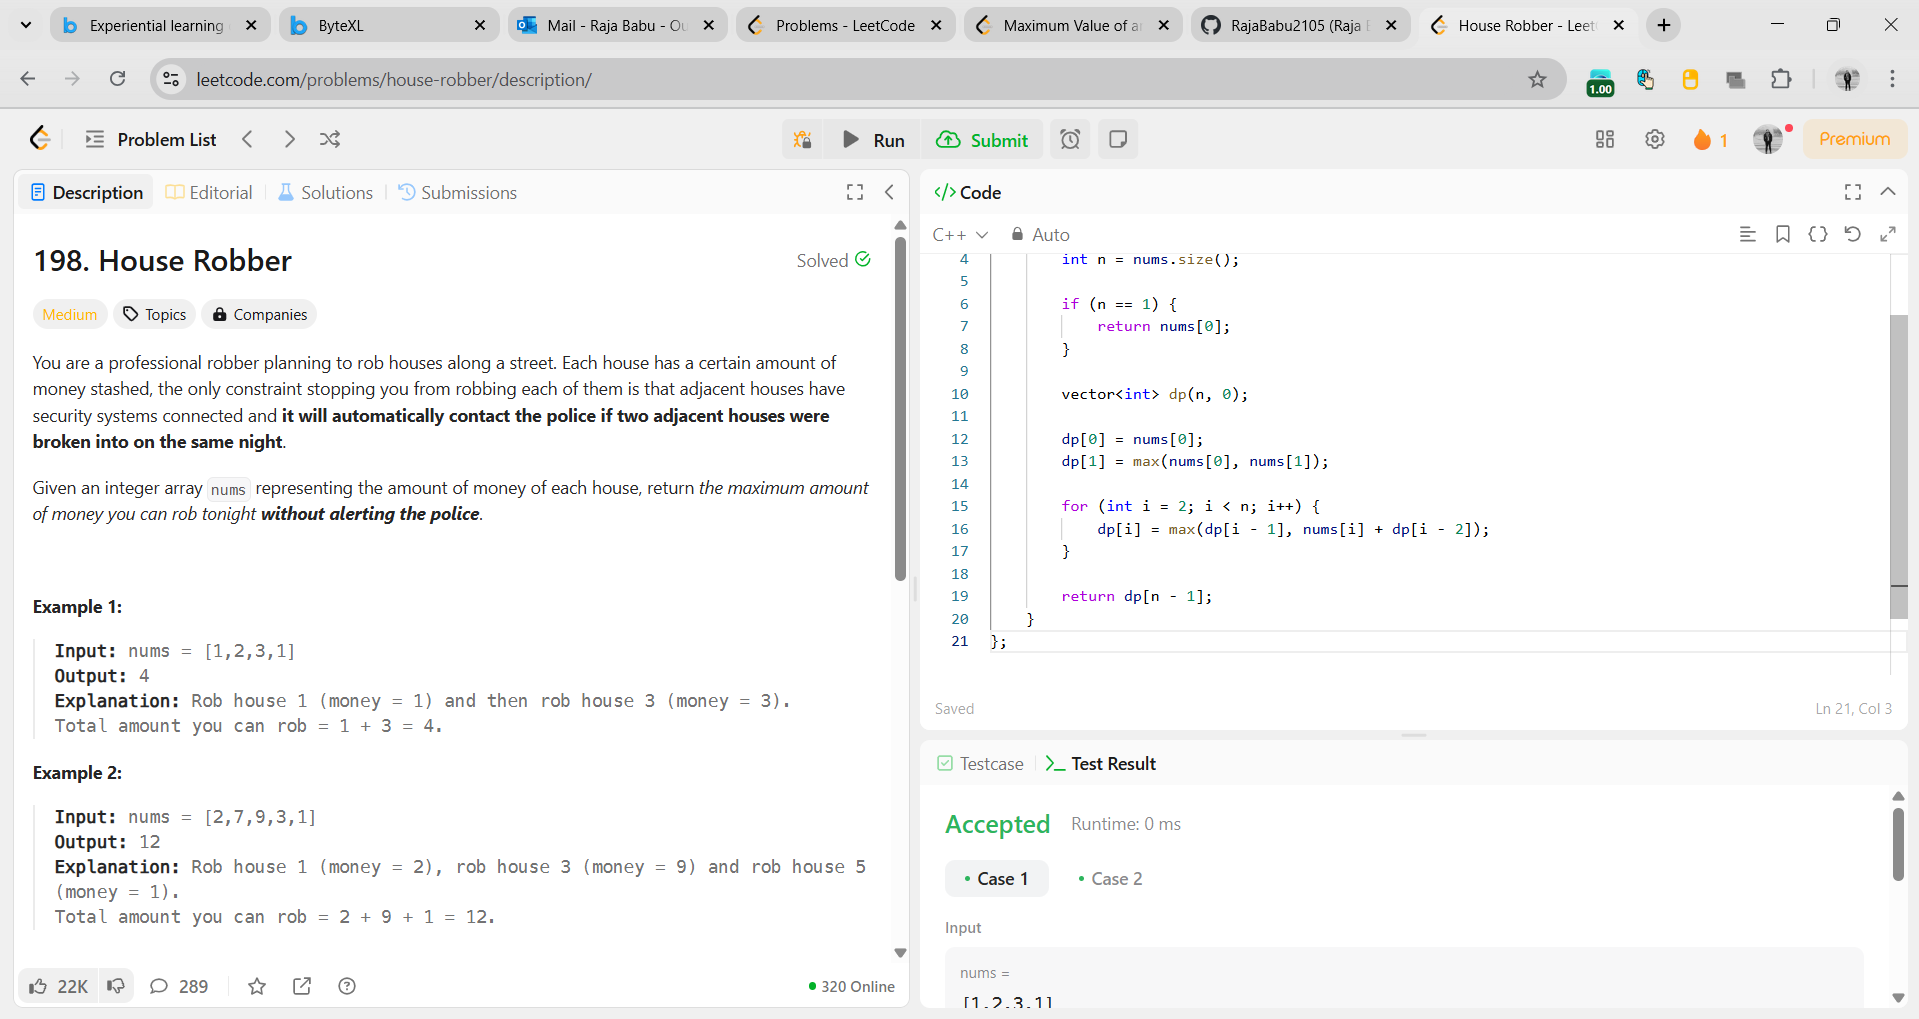 Experiential learning
ByteXL
Mail - Raja Babu - Ou
Problems - LeetCode
Maximum Value of a
RajaBabu2105 (Raja B
House Robber - Leet
leetcode.com/problems/house-robber/description/
1.00
Problem List
Run
Submit
1
Premium
Description
Editorial
Solutions
Submissions
198. House Robber
Solved
Medium
Topics
Companies
You are a professional robber planning to rob houses along a street. Each house has a certain amount of
money stashed, the only constraint stopping you from robbing each of them is that adjacent houses have
security systems connected and it will automatically contact the police if two adjacent houses were
broken into on the same night.
Given an integer array nums representing the amount of money of each house, return the maximum amount
of money you can rob tonight without alerting the police.
Example 1:
Input: nums = [1,2,3,1]
Output: 4
Explanation: Rob house 1 (money = 1) and then rob house 3 (money = 3).
Total amount you can rob = 1 + 3 = 4.
Example 2:
Input: nums = [2,7,9,3,1]
Output: 12
Explanation: Rob house 1 (money = 2), rob house 3 (money = 9) and rob house 5
(money = 1).
Total amount you can rob = 2 + 9 + 1 = 12.
22K
289
320 Online
</> Code
C++
Auto
4 int n = nums.size();
5
6 if (n == 1) {
7 return nums[0];
8 }
9
10 vector<int> dp(n, 0);
11
12 dp[0] = nums[0];
13 dp[1] = max(nums[0], nums[1]);
14
15 for (int i = 2; i < n; i++) {
16 dp[i] = max(dp[i - 1], nums[i] + dp[i - 2]);
17 }
18
19 return dp[n - 1];
20 }
21 };
Saved
Ln 21, Col 3
Testcase
Test Result
Accepted
Runtime: 0 ms
Case 1
Case 2
Input
nums =
[1,2,3,1]